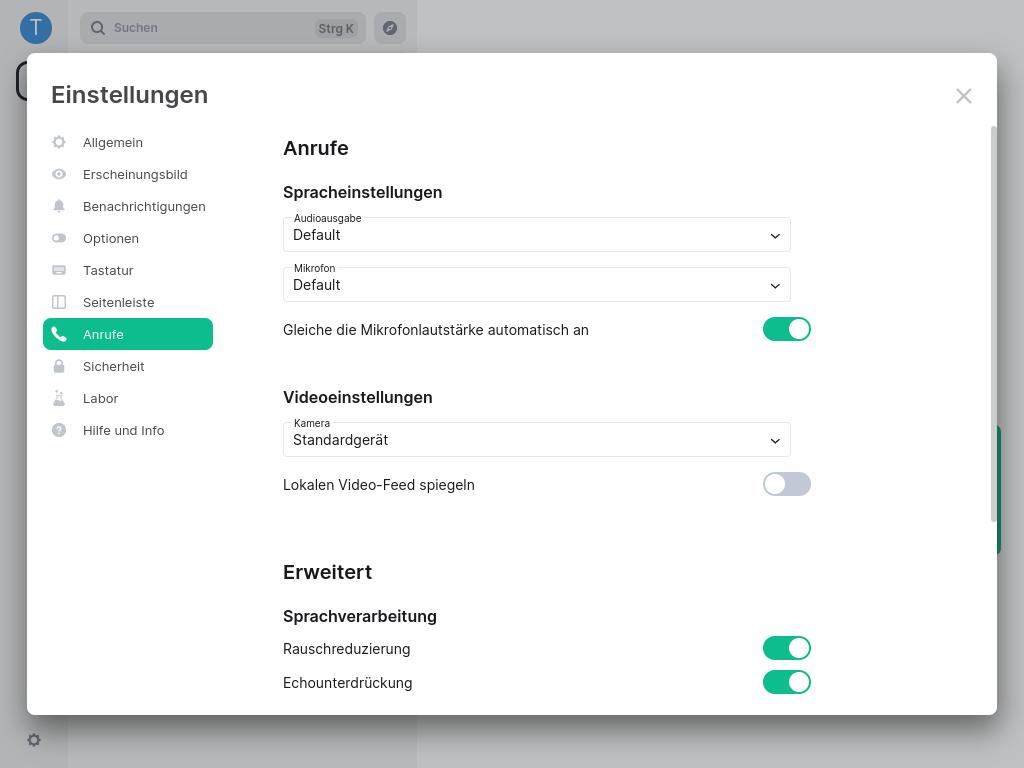 T
Suchen
Strg K
Einstellungen
Allgemein
Erscheinungsbild
Benachrichtigungen
Optionen
Tastatur
Seitenleiste
Anrufe
Sicherheit
Labor
Hilfe und Info
Anrufe
Spracheinstellungen
Audioausgabe
Default
Mikrofon
Default
Gleiche die Mikrofonlautstärke automatisch an
Videoeinstellungen
Kamera
Standardgerät
Lokalen Video-Feed spiegeln
Erweitert
Sprachverarbeitung
Rauschreduzierung
Echounterdrückung